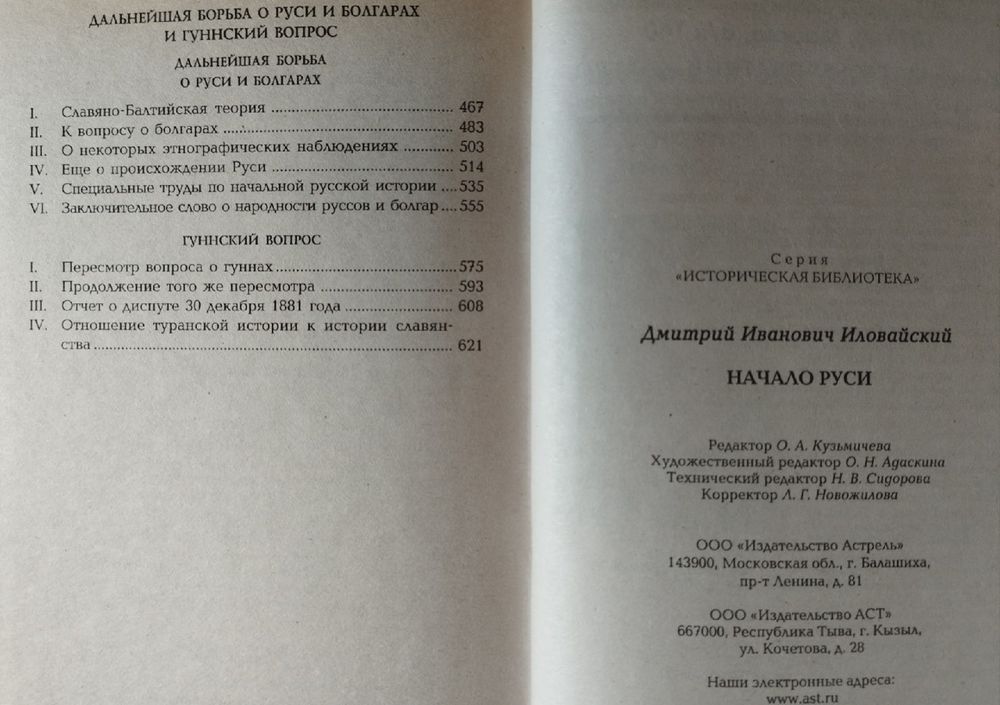 ДАЛЬНЕЙШАЯ БОРЬБА О РУСИ И БОЛГАРАХ
И ГУННСКИЙ ВОПРОС
ДАЛЬНЕЙШАЯ БОРЬБА
О РУСИ И БОЛГАРАХ
I. Славяно-Балтийская теория ........................................ 467
II. К вопросу о болгарах ................................................ 483
III. О некоторых этнографических наблюдениях ............ 503
IV. Еще о происхождении Руси ........................................ 514
V. Специальные труды по начальной русской истории .... 535
VI. Заключительное слово о народности руссов и болгар .... 555
ГУННСКИЙ ВОПРОС
I. Пересмотр вопроса о гуннах ........................................ 575
II. Продолжение того же пересмотра .............................. 593
III. Отчет о диспуте 30 декабря 1881 года ........................ 608
IV. Отношение туранской истории к истории славян-
ства ................................................................................ 621
Серия
«ИСТОРИЧЕСКАЯ БИБЛИОТЕКА»
Дмитрий Иванович Иловайский
НАЧАЛО РУСИ
Редактор О. А. Кузьмичева
Художественный редактор О. Н. Адаскина
Технический редактор Н. В. Сидорова
Корректор Л. Г. Новожилова
ООО «Издательство Астрель»
143900, Московская обл., г. Балашиха,
пр-т Ленина, д. 81
ООО «Издательство АСТ»
667000, Республика Тыва, г. Кызыл,
ул. Кочетова, д. 28
Наши электронные адреса:
www.ast.ru